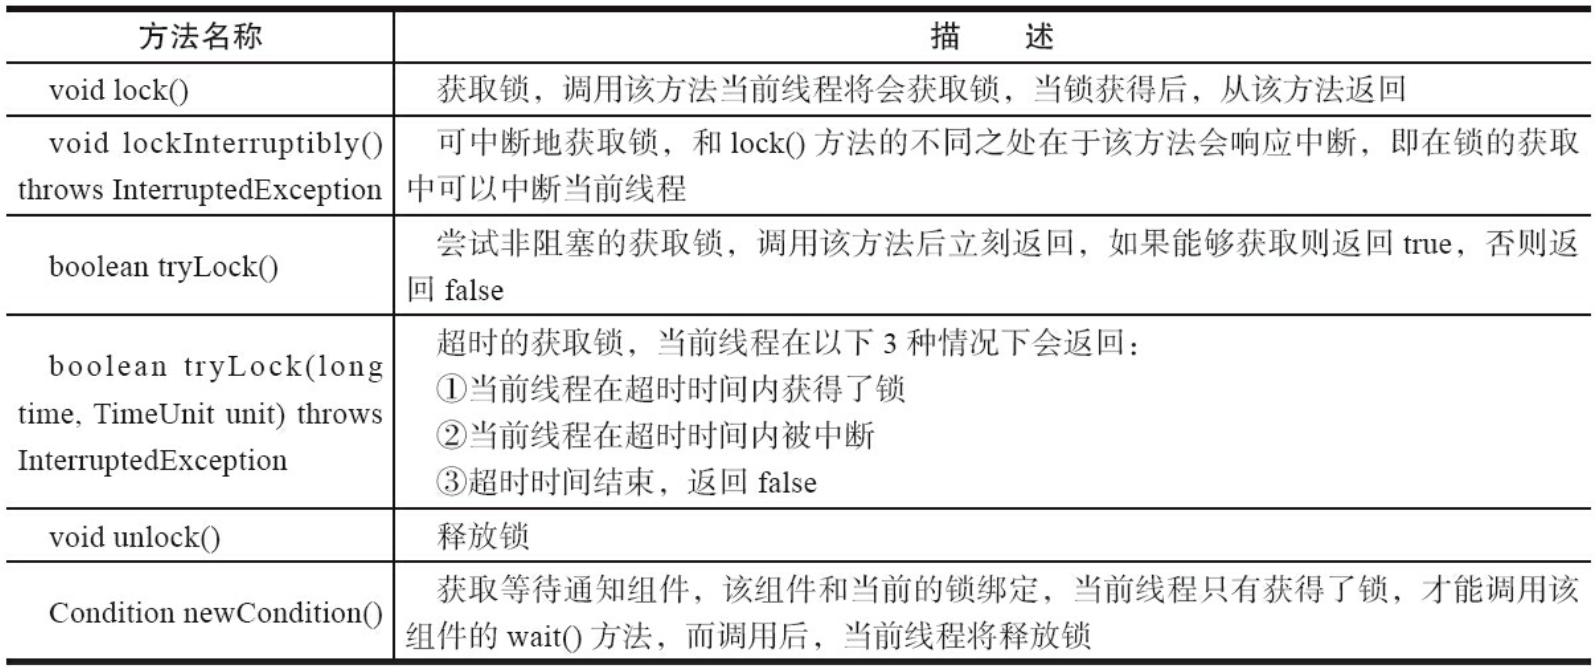 方法名称
描 述
void lock()
获取锁，调用该方法当前线程将会获取锁，当锁获得后，从该方法返回
void lockInterruptibly()
throws InterruptedException
可中断地获取锁，和 lock() 方法的不同之处在于该方法会响应中断，即在锁的获取
中可以中断当前线程
boolean tryLock()
尝试非阻塞的获取锁，调用该方法后立刻返回，如果能够获取则返回 true，否则返
回 false
boolean tryLock(long
time, TimeUnit unit) throws
InterruptedException
超时的获取锁，当前线程在以下 3 种情况下会返回：
①当前线程在超时时间内获得了锁
②当前线程在超时时间内被中断
③超时时间结束，返回 false
void unlock()
释放锁
Condition newCondition()
获取等待通知组件，该组件和当前的锁绑定，当前线程只有获得了锁，才能调用该
组件的 wait() 方法，而调用后，当前线程将释放锁